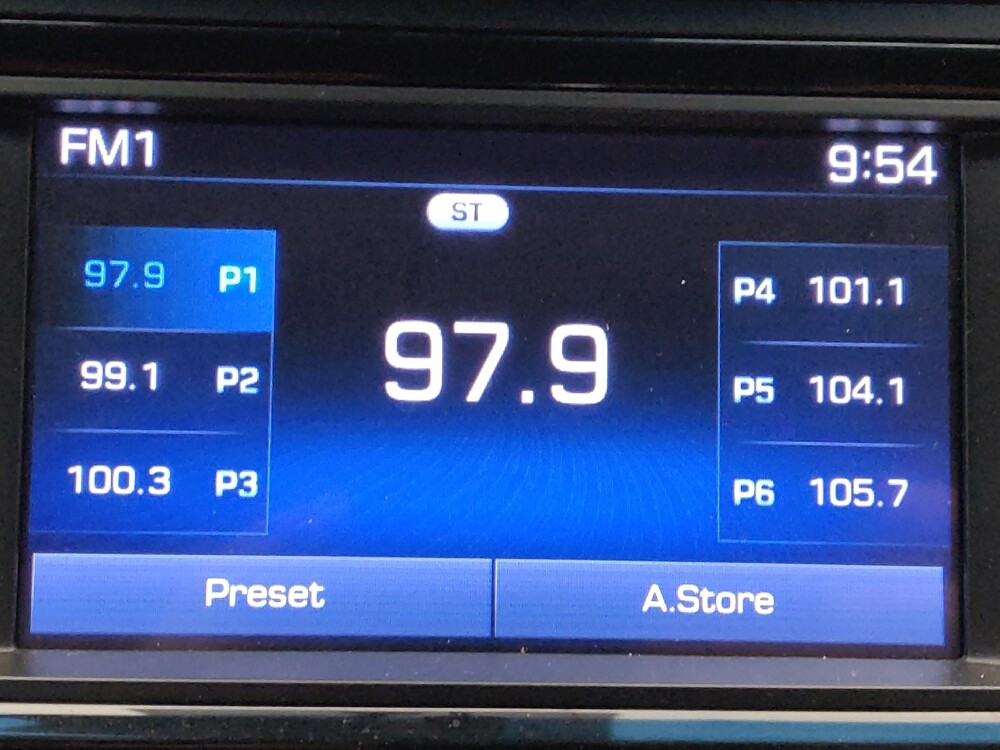 FM1 9:54
ST
97.9 P1
99.1 P2
100.3 P3
97.9
P4 101.1
P5 104.1
P6 105.7
Preset A.Store